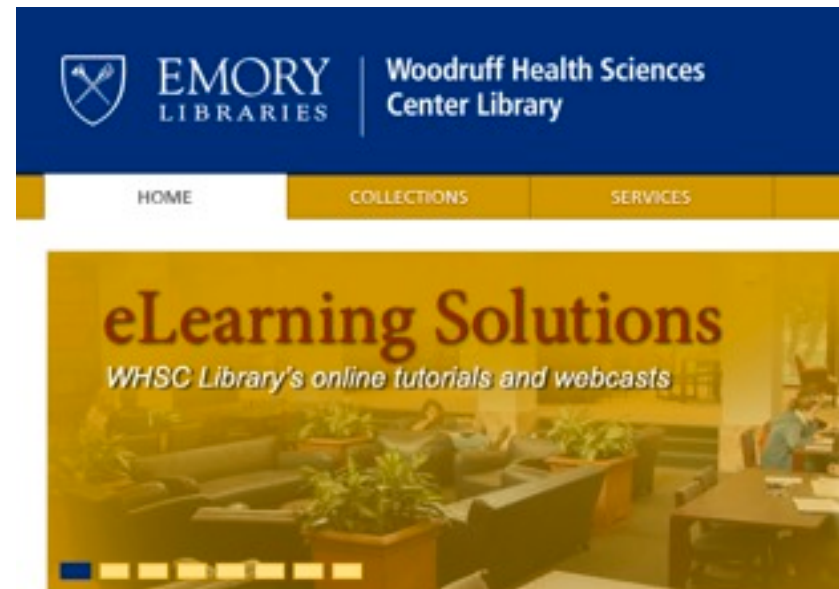 EMORY
LIBRARIES
Woodruff Health Sciences
Center Library
HOME
COLLECTIONS
SERVICES
eLearning Solutions
WHSC Library's online tutorials and webcasts